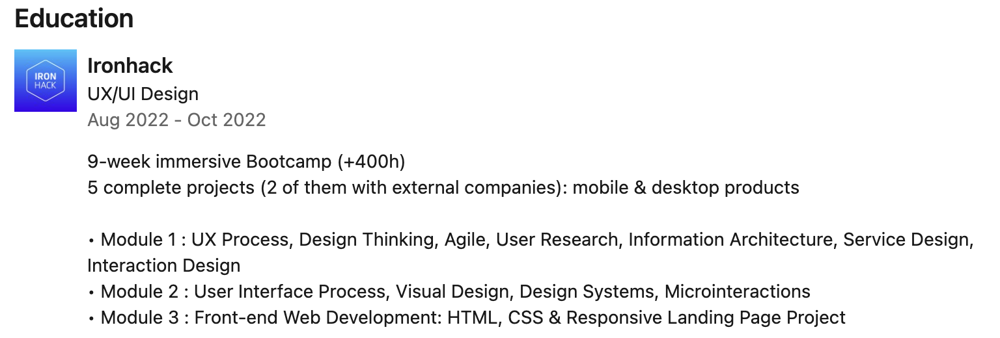 Education
IRON
HACK
Ironhack
UX/UI Design
Aug 2022 - Oct 2022
9-week immersive Bootcamp (+400h)
5 complete projects (2 of them with external companies): mobile & desktop products
• Module 1 : UX Process, Design Thinking, Agile, User Research, Information Architecture, Service Design,
Interaction Design
• Module 2 : User Interface Process, Visual Design, Design Systems, Microinteractions
• Module 3 : Front-end Web Development: HTML, CSS & Responsive Landing Page Project